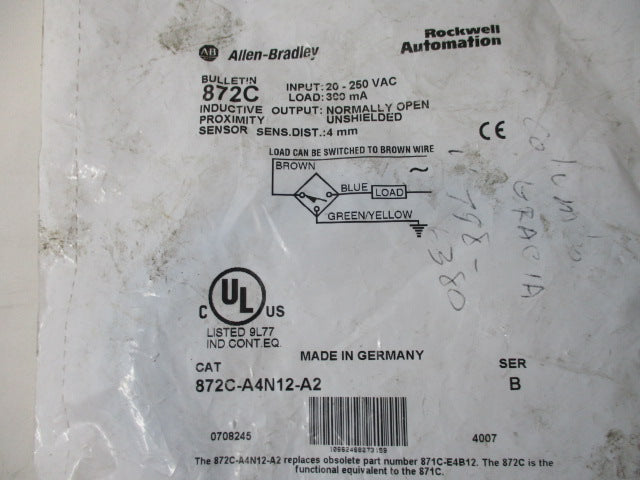 AB Allen-Bradley
Rockwell
Automation
BULLETIN
872C
INDUCTIVE
PROXIMITY
SENSOR
INPUT: 20 - 250 VAC
LOAD: 300 mA
OUTPUT: NORMALLY OPEN
UNSHIELDED
SENS.DIST.: 4 mm
CE
LOAD CAN BE SWITCHED TO BROWN WIRE
BROWN
~
BLUE
LOAD
GREEN/YELLOW
C UL US
LISTED 9L77
IND CONT.EQ.
MADE IN GERMANY
CAT
872C-A4N12-A2
SER
B
0708245
4007
The 872C-A4N12-A2 replaces obsolete part number 871C-E4B12. The 872C is the
functional equivalent to the 871C.